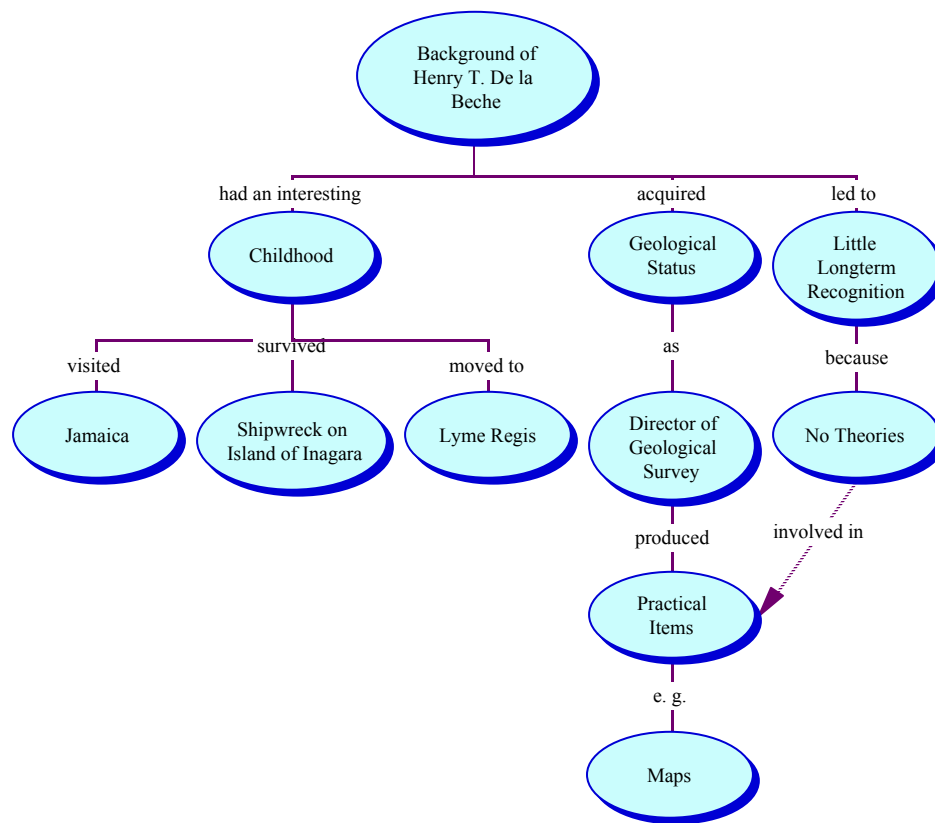 Background of
Henry T. De la
Beche
had an interesting
acquired
led to
Childhood
Geological
Status
Little
Longterm
Recognition
visited
survived
moved to
as
because
Jamaica
Shipwreck on
Island of Inagara
Lyme Regis
Director of
Geological
Survey
No Theories
produced
involved in
Practical
Items
e. g.
Maps